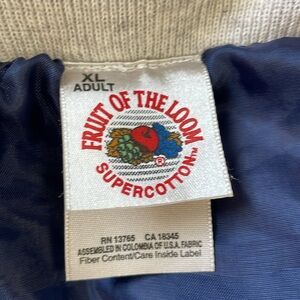 XL
ADULT
FRUIT OF THE LOOM
®
SUPERCOTTON™
RN 13765 CA 18345
ASSEMBLED IN COLOMBIA OF U.S.A. FABRIC
Fiber Content/Care Inside Label